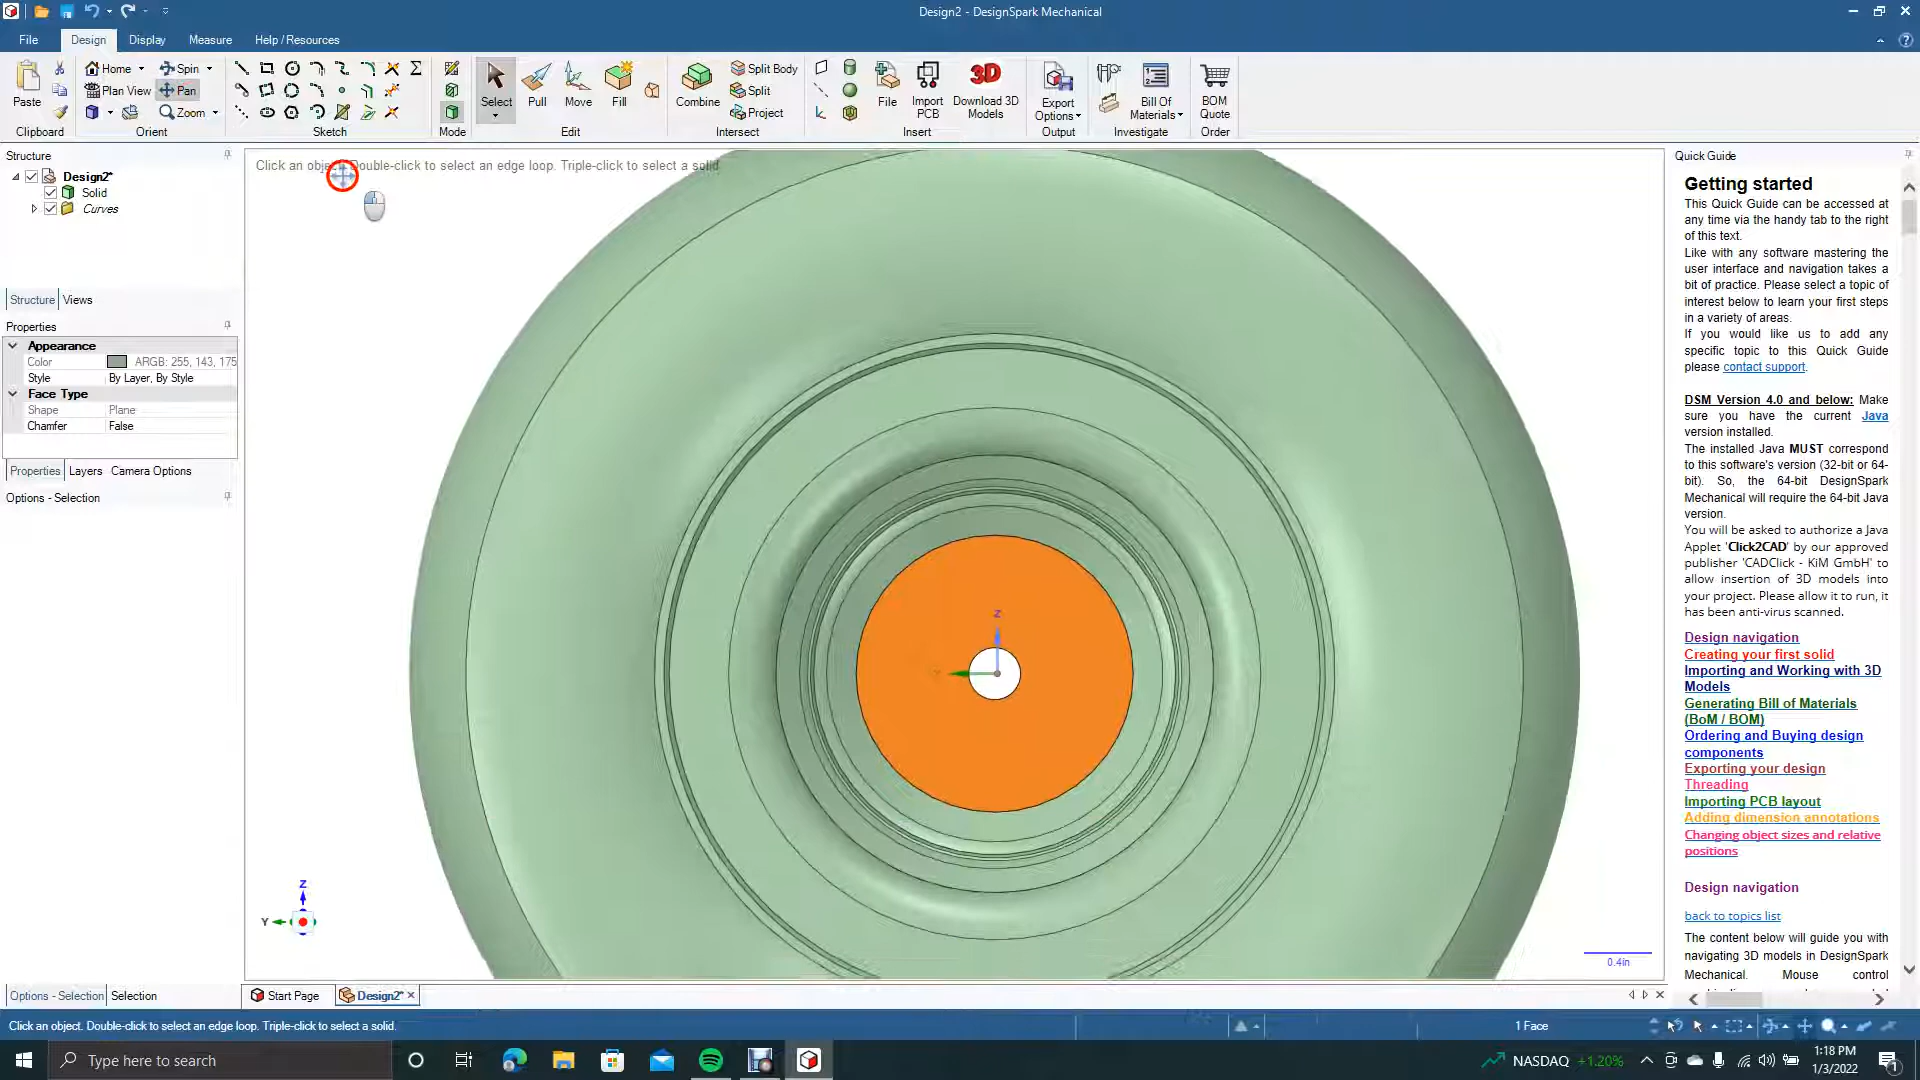 Design2 - DesignSpark Mechanical
File Design Display Measure Help / Resources
Home Spin
Plan View Pan
Zoom
Paste
Select Pull Move Fill
Combine Split Body
Split
Project
File Import PCB Download 3D Models
Export Options
Bill Of Materials
BOM Quote
Clipboard Orient Sketch Mode Edit Intersect Insert Output Investigate Order
Structure
Design2*
Solid
Curves
Structure Views
Properties
Appearance
Color ARGB: 255, 143, 175
Style By Layer, By Style
Face Type
Shape Plane
Chamfer False
Properties Layers Camera Options
Options - Selection
Options - Selection Selection
Click an object. Double-click to select an edge loop. Triple-click to select a solid
Z
Z
Y
0.4in
Start Page Design2*
Quick Guide
Getting started
This Quick Guide can be accessed at
any time via the handy tab to the right
of this text.
Like with any software mastering the
user interface and navigation takes a
bit of practice. Please select a topic of
interest below to learn your first steps
in a variety of areas.
If you would like us to add any
specific topic to this Quick Guide
please contact support.
DSM Version 4.0 and below: Make
sure you have the current Java
version installed.
The installed Java MUST correspond
to this software's version (32-bit or 64-
bit). So, the 64-bit DesignSpark
Mechanical will require the 64-bit Java
version.
You will be asked to authorize a Java
Applet 'Click2CAD' by our approved
publisher 'CADClick - KiM GmbH' to
allow insertion of 3D models into
your project. Please allow it to run, it
has been anti-virus scanned.
Design navigation
Creating your first solid
Importing and Working with 3D
Models
Generating Bill of Materials
(BoM / BOM)
Ordering and Buying design
components
Exporting your design
Threading
Importing PCB layout
Adding dimension annotations
Changing object sizes and relative
positions
Design navigation
back to topics list
The content below will guide you with
navigating 3D models in DesignSpark
Mechanical. Mouse control
Click an object. Double-click to select an edge loop. Triple-click to select a solid.
1 Face
Type here to search
NASDAQ +1.20%
1:18 PM
1/3/2022
1